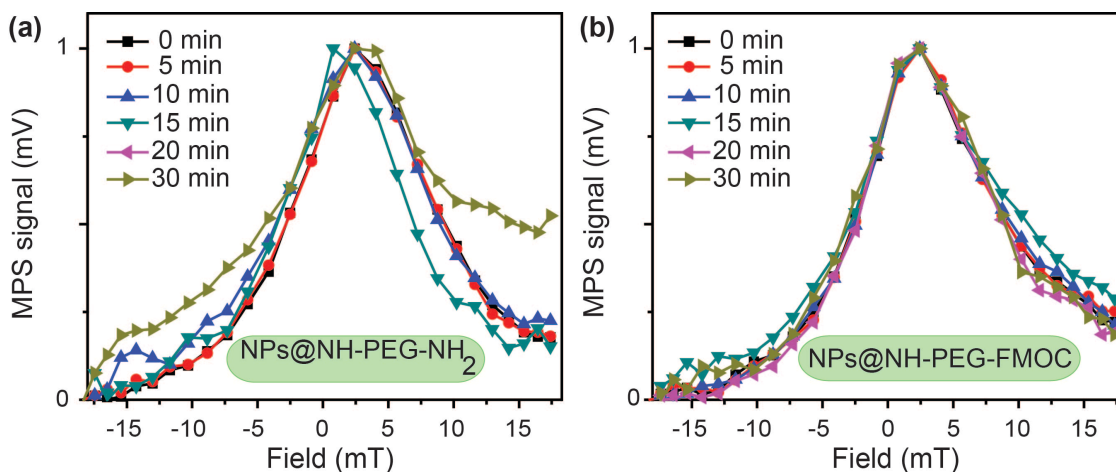 (a)
1
0
MPS signal (mV)
0 min
5 min
10 min
15 min
20 min
30 min
NPs@NH-PEG-NH2
-15
-10
-5
0
5
10
15
Field (mT)
(b)
1
0
MPS signal (mV)
0 min
5 min
10 min
15 min
20 min
30 min
NPs@NH-PEG-FMOC
-15
-10
-5
0
5
10
15
Field (mT)